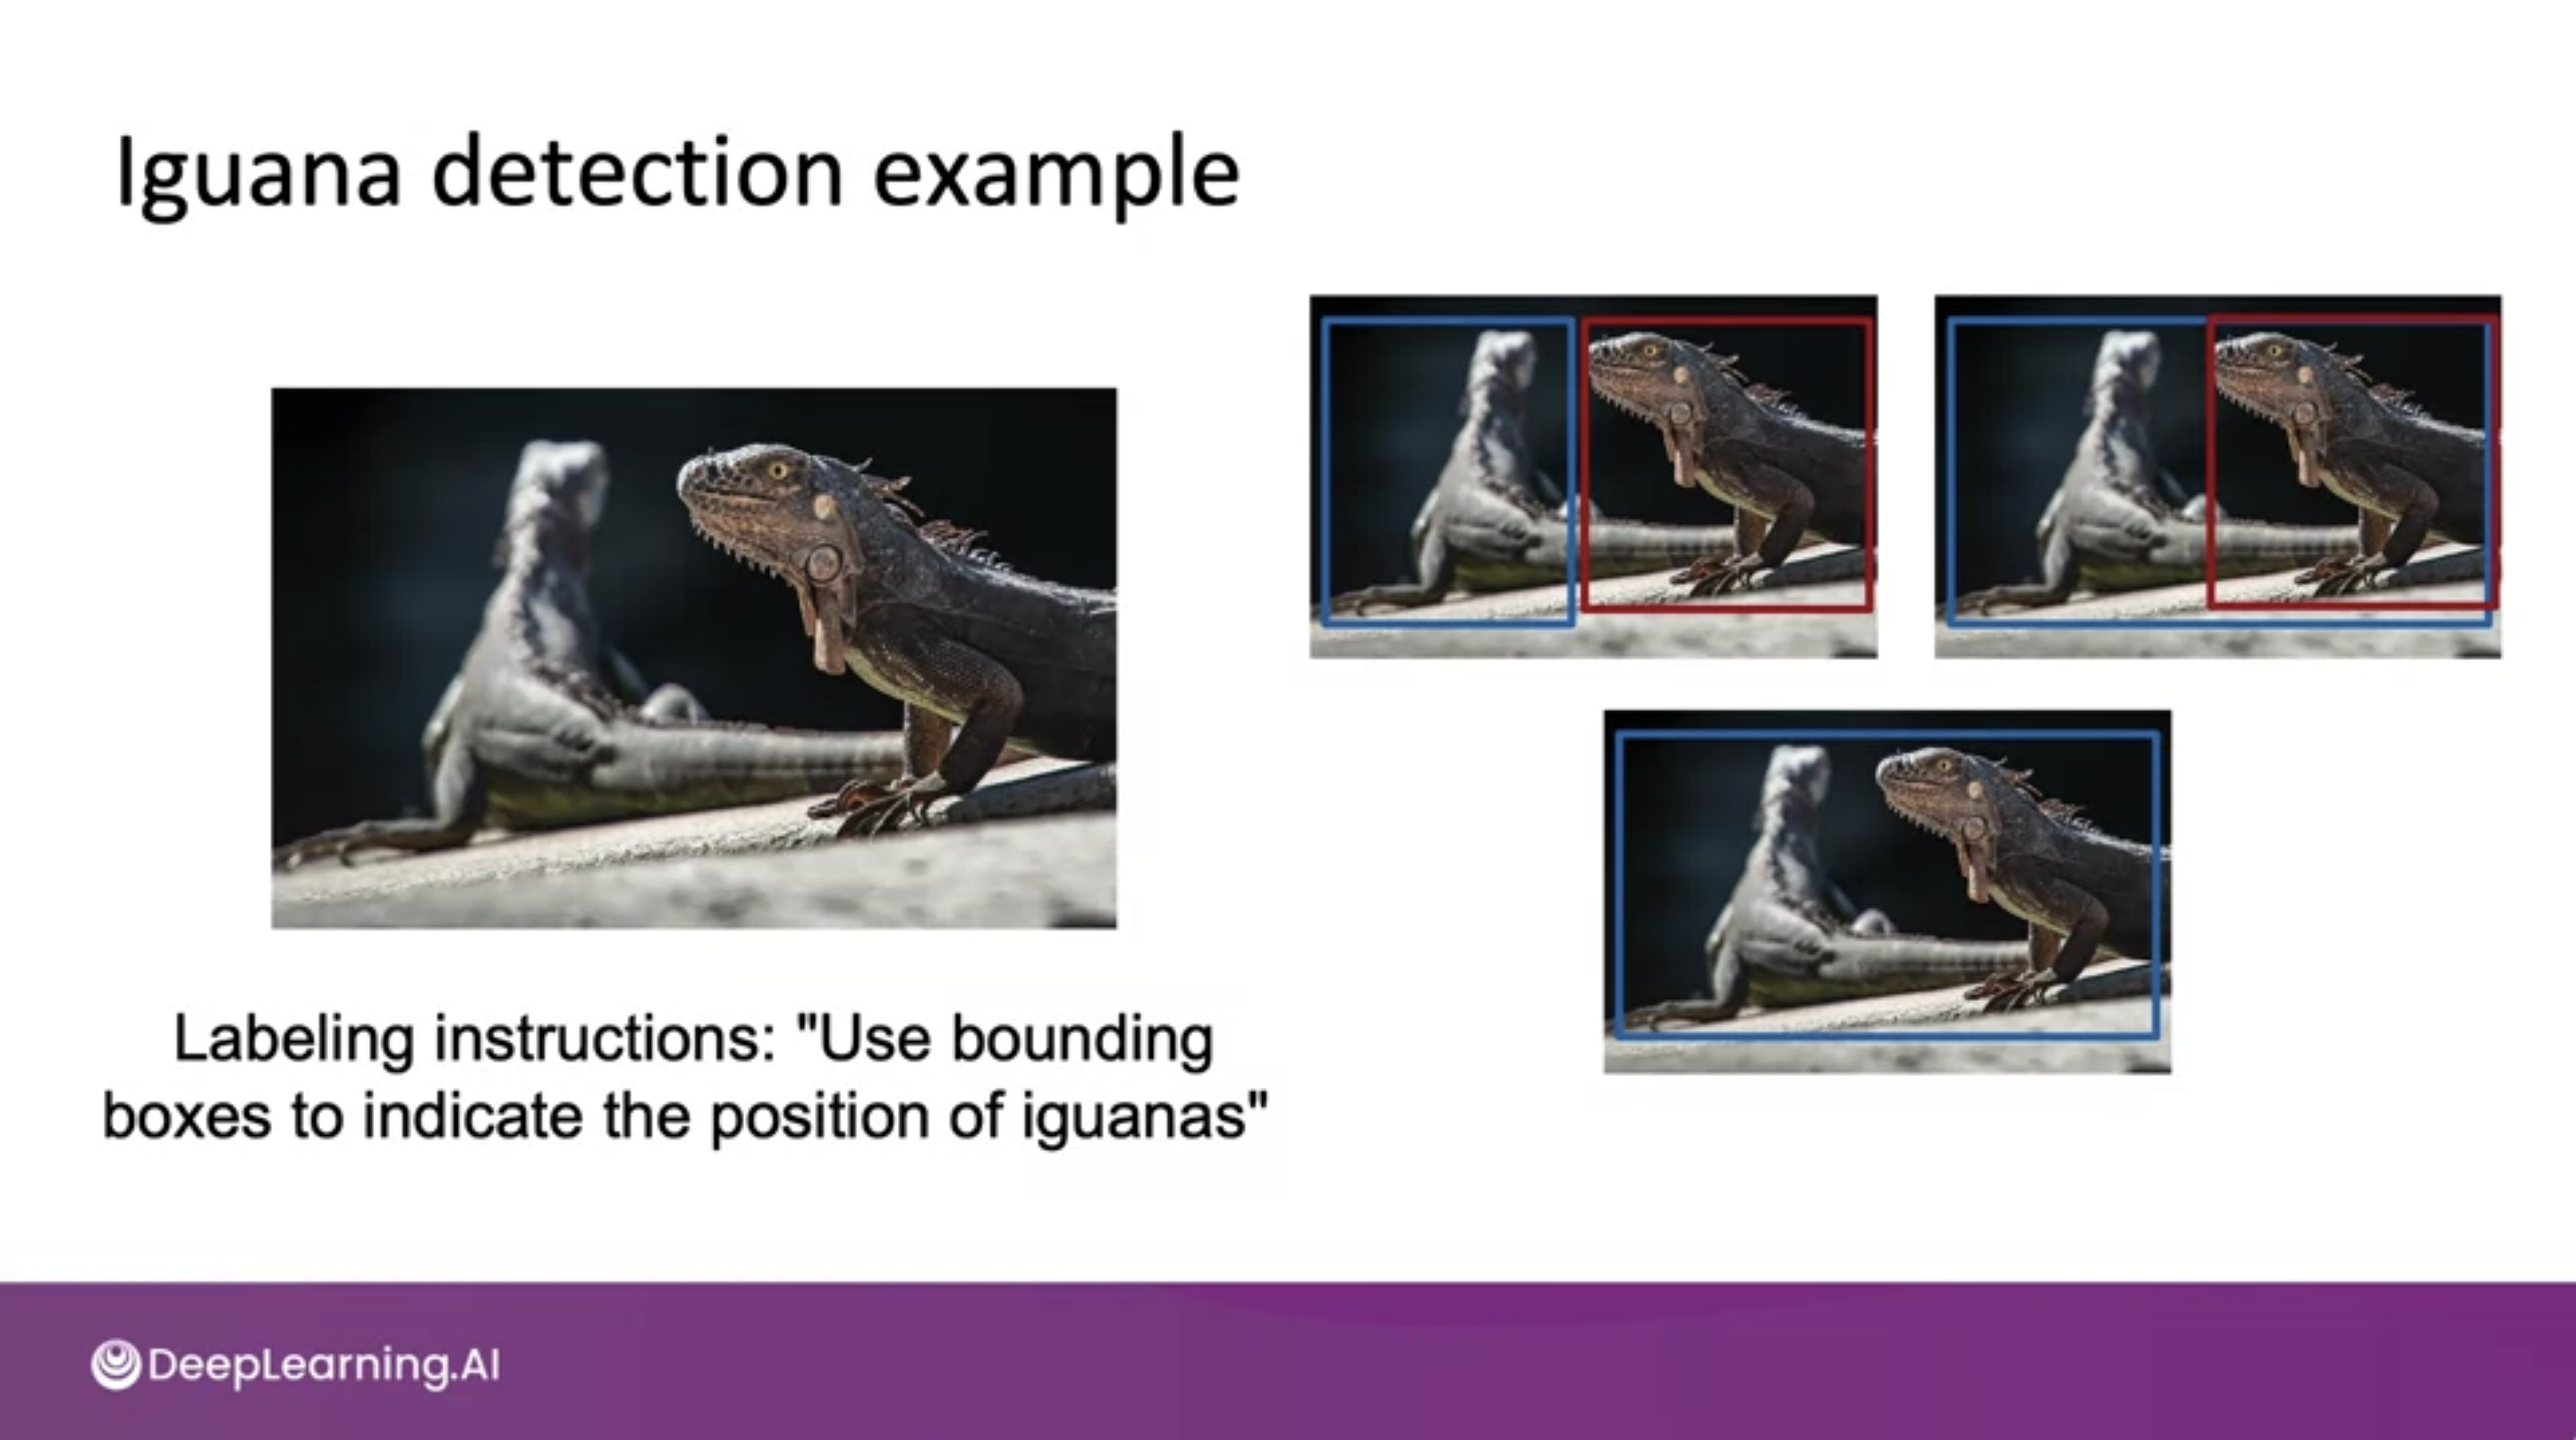 Iguana detection example
Labeling instructions: "Use bounding
boxes to indicate the position of iguanas"
DeepLearning.AI